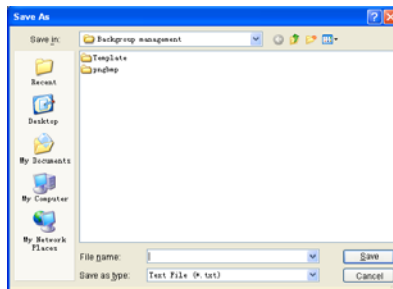 Save As
Save in:
Backgroup management
Template
pngbmp
Recent
Desktop
My Documents
My Computer
My Network
Places
File name:
Save
Save as type:
Text File (*.txt)
Cancel